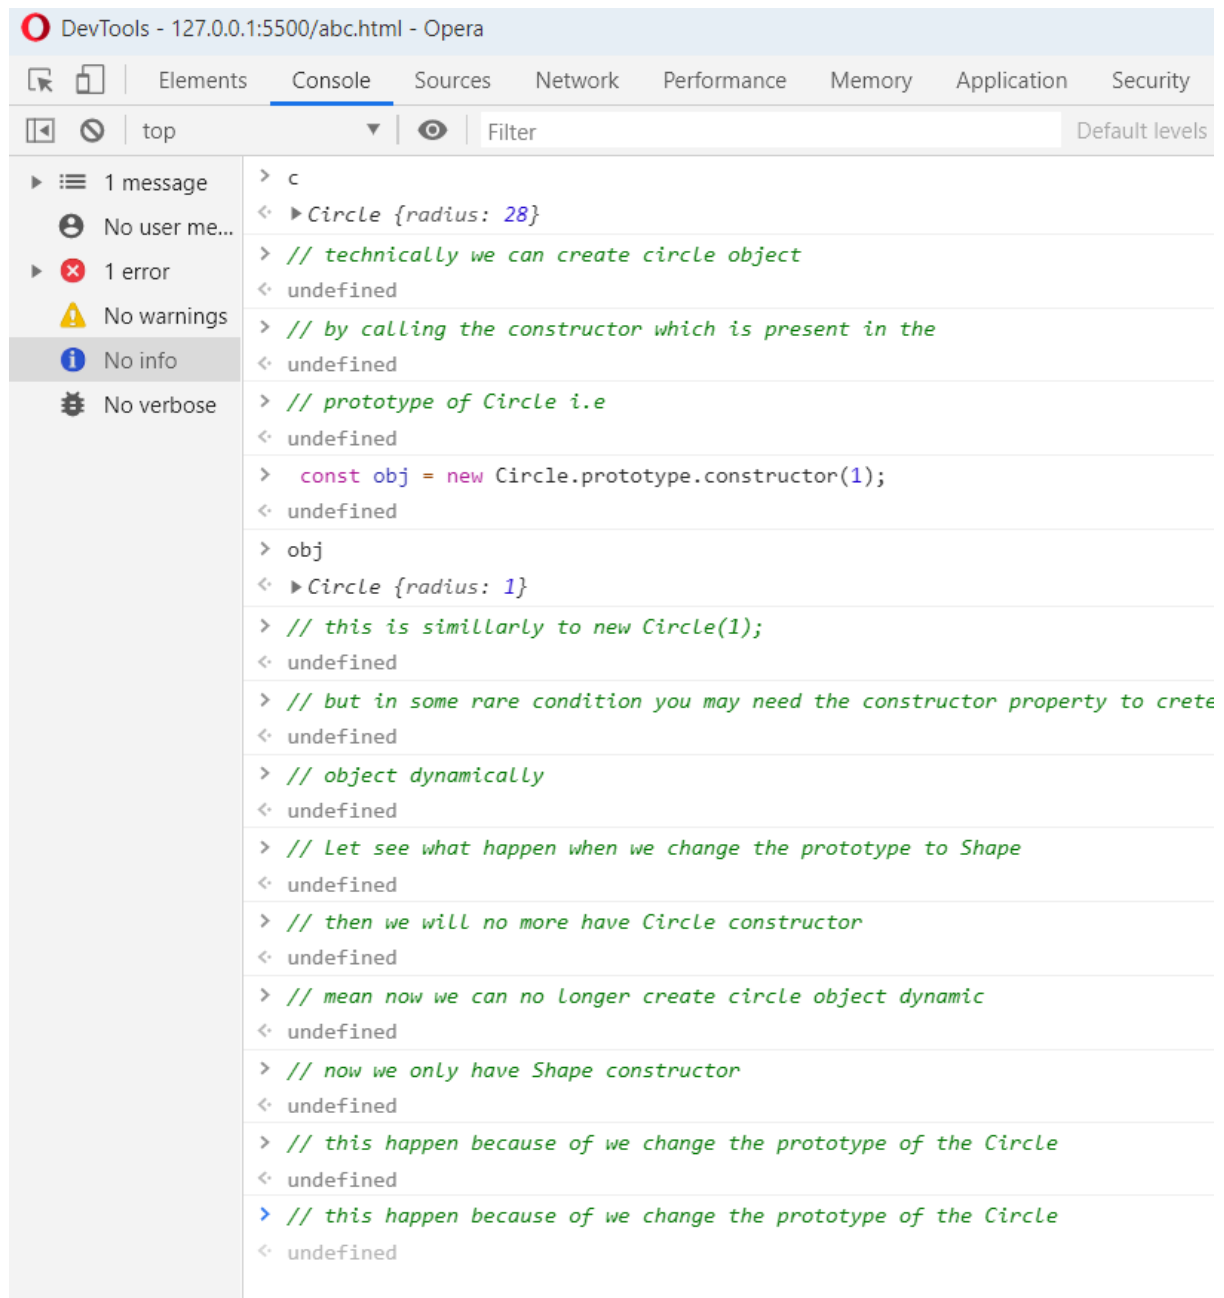 DevTools - 127.0.0.1:5500/abc.html - Opera
Elements Console Sources Network Performance Memory Application Security
top Filter Default levels
1 message
No user me...
1 error
No warnings
No info
No verbose
> c
Circle {radius: 28}
> // technically we can create circle object
undefined
> // by calling the constructor which is present in the
undefined
> // prototype of Circle i.e
undefined
> const obj = new Circle.prototype.constructor(1);
undefined
> obj
Circle {radius: 1}
> // this is simillarly to new Circle(1);
undefined
> // but in some rare condition you may need the constructor property to crete
undefined
> // object dynamically
undefined
> // Let see what happen when we change the prototype to Shape
undefined
> // then we will no more have Circle constructor
undefined
> // mean now we can no longer create circle object dynamic
undefined
> // now we only have Shape constructor
undefined
> // this happen because of we change the prototype of the Circle
undefined
> // this happen because of we change the prototype of the Circle
undefined